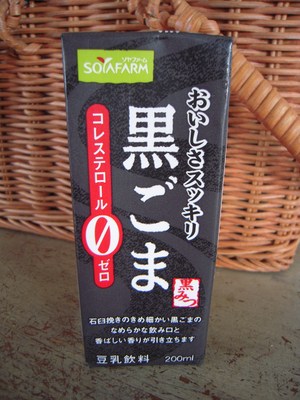 ソヤファーム
SOYAFARM
おいしさスッキリ
黒ごま
コレステロール0ゼロ
黒みつ
石臼挽きのきめ細かい黒ごまの
なめらかな飲み口と
香ばしい香りが引き立ちます
豆乳飲料 200ml